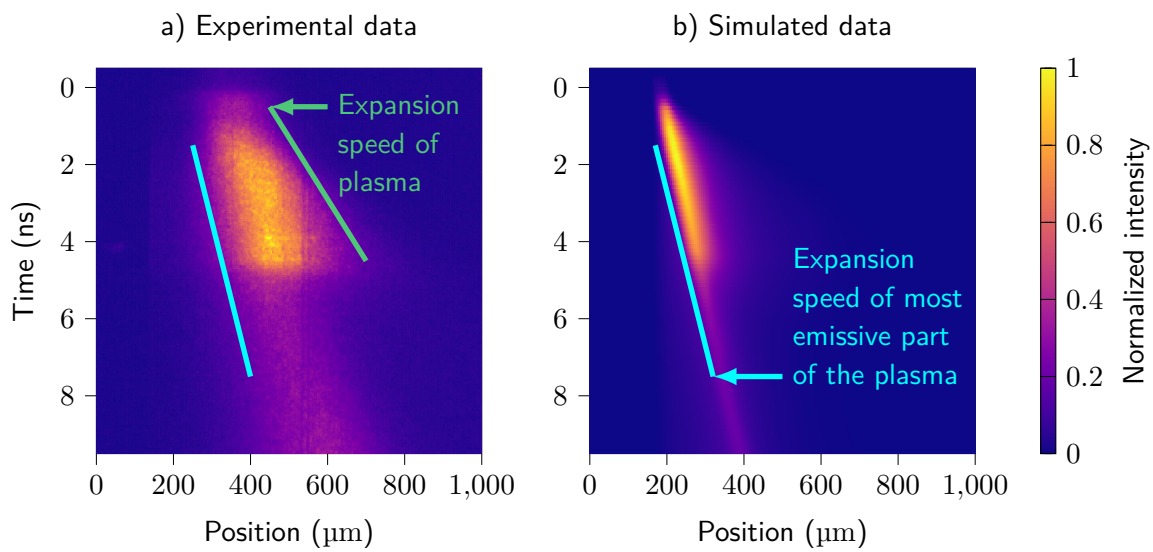 a) Experimental data
b) Simulated data
Time (ns)
0
2
4
6
8
Expansion
speed of
plasma
0
200
400
600
800
1,000
Position (µm)
0
2
4
6
8
Expansion
speed of most
emissive part
of the plasma
0
200
400
600
800
1,000
Position (µm)
1
0.8
0.6
0.4
0.2
0
Normalized intensity